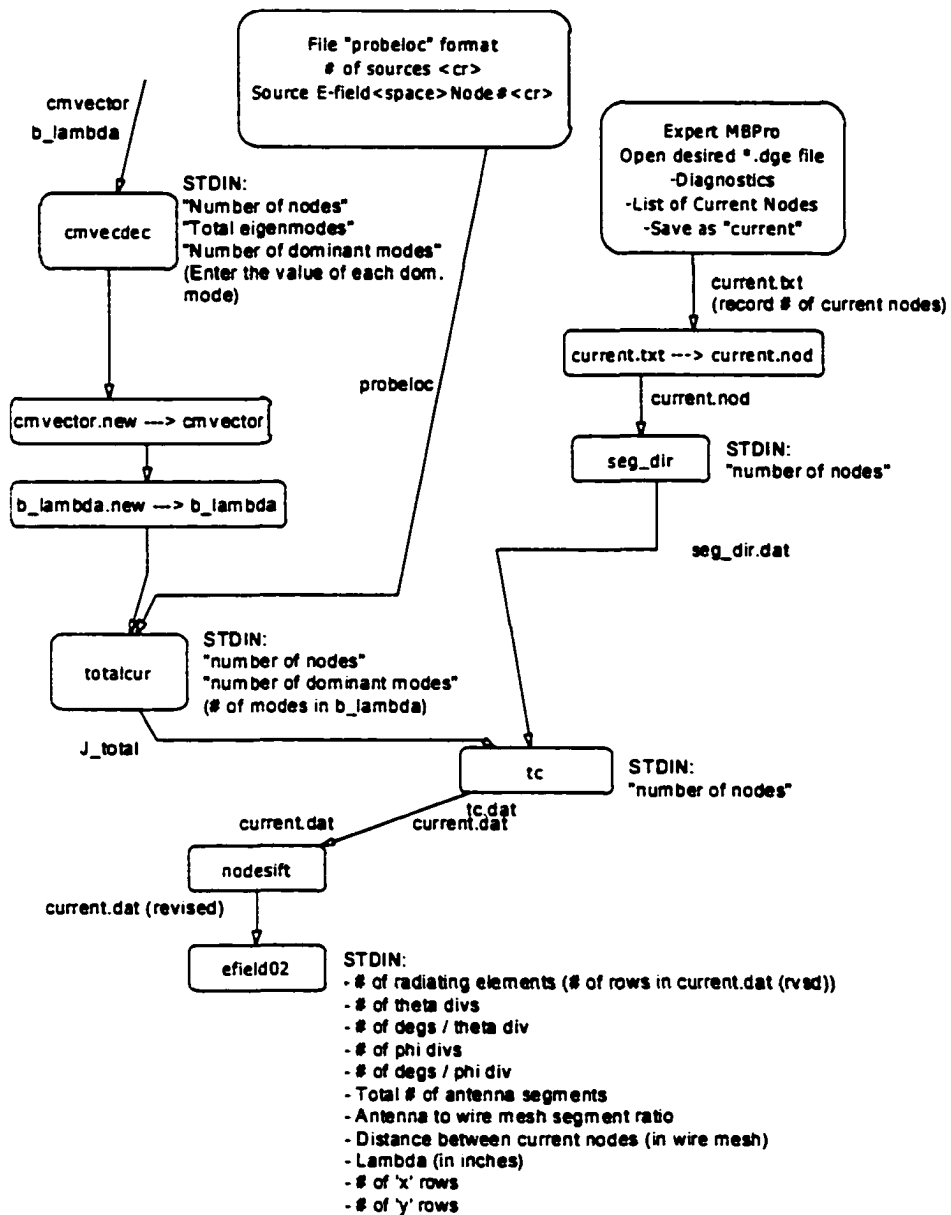 File "probeloc" format
# of sources <cr>
Source E-field<space>Node#<cr>
cmvector
b_lambda
Expert MBPro
Open desired *.dge file
-Diagnostics
-List of Current Nodes
-Save as "current"
cmvecdec
STDIN:
"Number of nodes"
"Total eigenmodes"
"Number of dominant modes"
(Enter the value of each dom.
mode)
current.txt
(record # of current nodes)
current.txt ---> current.nod
probeloc
current.nod
cmvector.new ---> cmvector
seg_dir
STDIN:
"number of nodes"
b_lambda.new ---> b_lambda
seg_dir.dat
totalcur
STDIN:
"number of nodes"
"number of dominant modes"
(# of modes in b_lambda)
J_total
tc
STDIN:
"number of nodes"
tc.dat
current.dat
current.dat
nodesift
current.dat (revised)
efield02
STDIN:
- # of radiating elements (# of rows in current.dat (rvsd))
- # of theta divs
- # of degs / theta div
- # of phi divs
- # of degs / phi div
- Total # of antenna segments
- Antenna to wire mesh segment ratio
- Distance between current nodes (in wire mesh)
- Lambda (in inches)
- # of 'x' rows
- # of 'y' rows